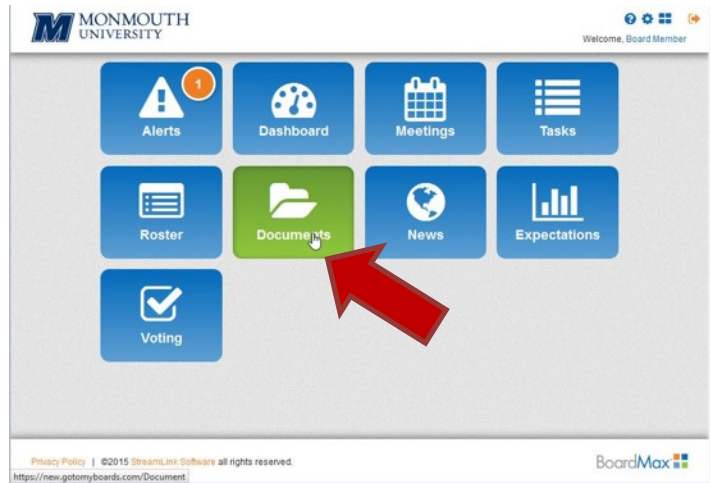 MONMOUTH
UNIVERSITY
Welcome, Board Member
1
Alerts
Dashboard
Meetings
Tasks
Roster
Documents
News
Expectations
Voting
Privacy Policy | ©2015 StreamLink Software all rights reserved.
BoardMax
https://new.gotomyboards.com/Document